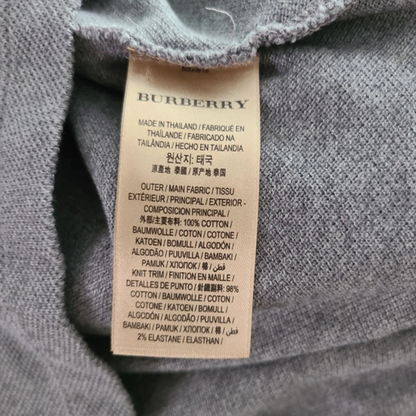 BURBERRY
MADE IN THAILAND / FABRIQUÉ EN
THAÏLANDE / FABRICADO NA
TAILÂNDIA / HECHO EN TAILANDIA
원산지: 태국
原產地 泰國 / 原产地 泰国
OUTER / MAIN FABRIC / TISSU
EXTÉRIEUR / PRINCIPAL / EXTERIOR -
COMPOSICIÓN PRINCIPAL /
外部/主要布料: 100% COTTON /
BAUMWOLLE / COTON / COTONE /
KATOEN / BOMULL / ALGODÓN /
ALGODÃO / PUUVILLA / BAMBAKI /
PAMUK / ХЛОПОК / 棉 / قطن /
KNIT TRIM / FINITION EN MAILLE /
DETALLES DE PUNTO / 針織副料: 98%
COTTON / BAUMWOLLE / COTON /
COTONE / KATOEN / BOMULL /
ALGODÓN / ALGODÃO / PUUVILLA /
BAMBAKI / PAMUK / ХЛОПОК / 棉 / قطن /
2% ELASTANE / ELASTHAN /